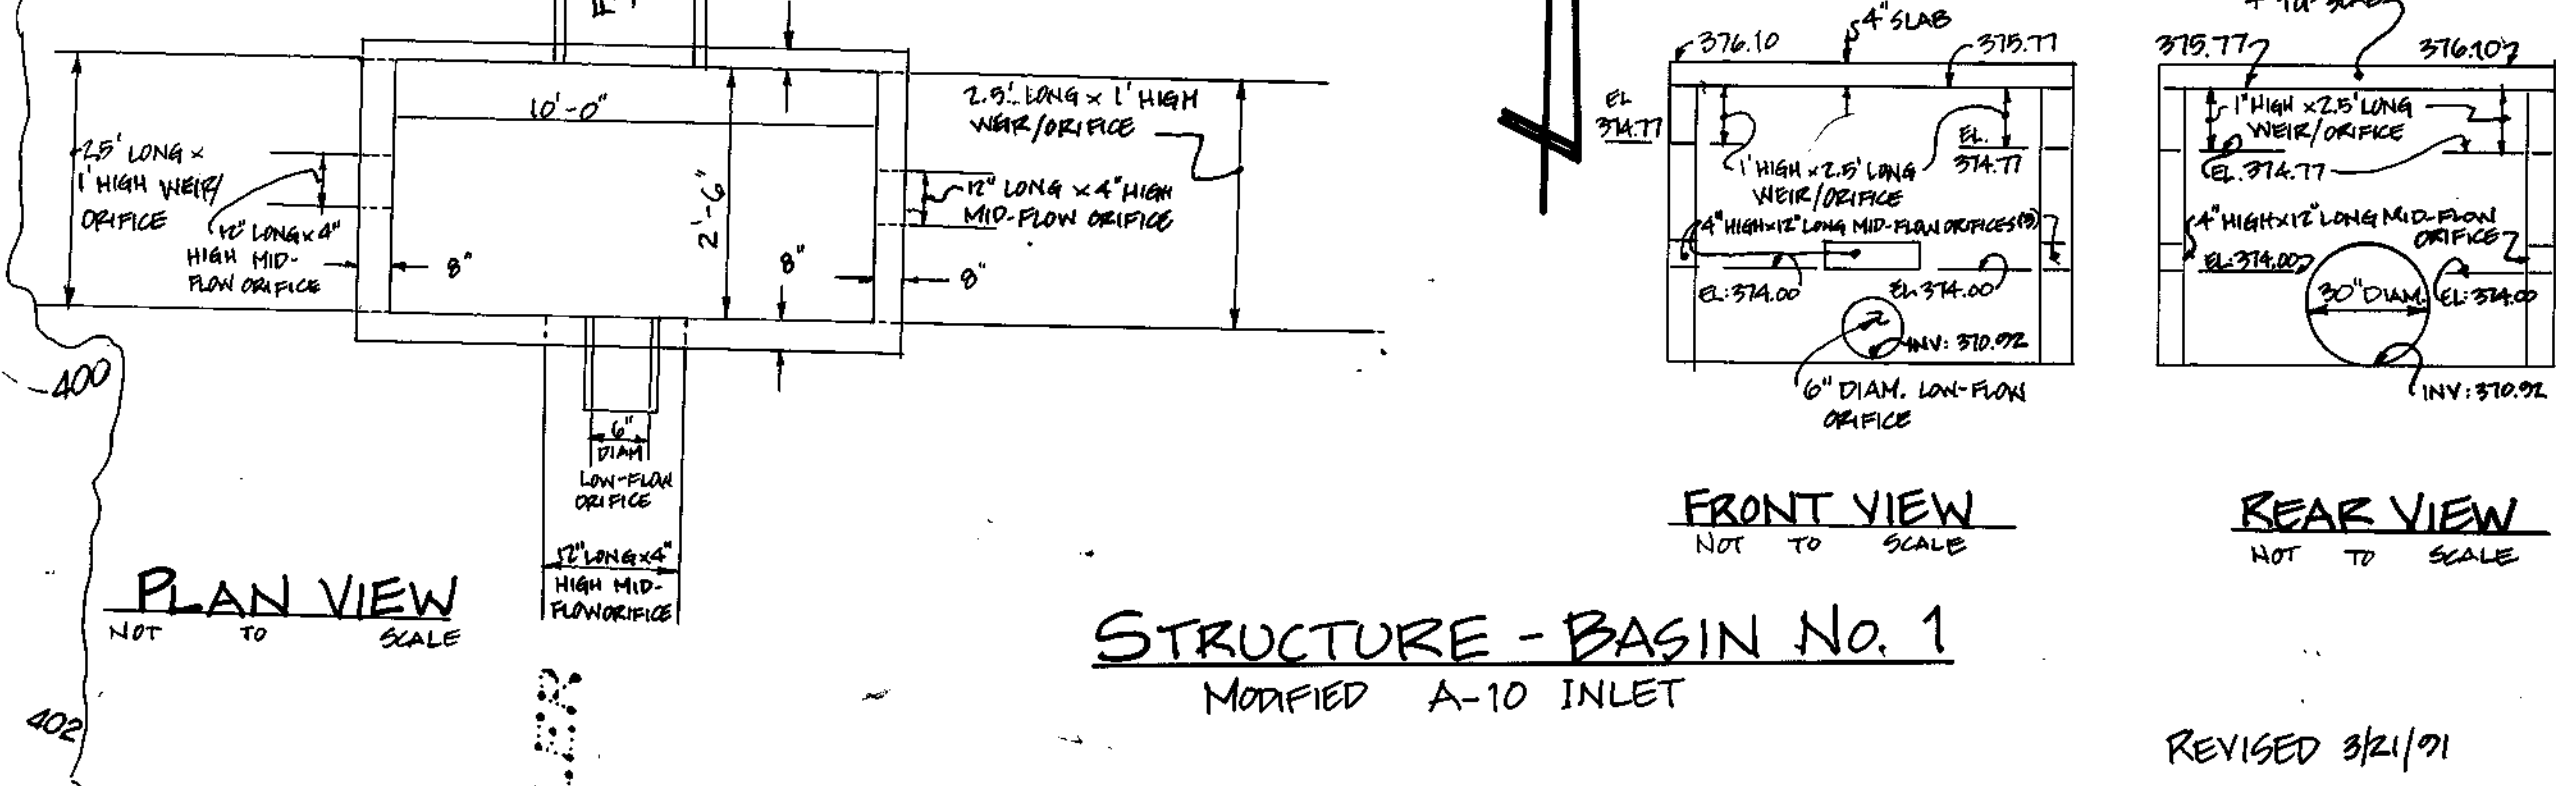 10'-0"
2.5' LONG x 1' HIGH
WEIR/ORIFICE
2.5' LONG x
1' HIGH WEIR/
ORIFICE
12" LONG x 4"
HIGH MID-
FLOW ORIFICE
8"
2'-6"
8"
8"
12" LONG x 4" HIGH
MID-FLOW ORIFICE
6"
DIAM
LOW-FLOW
ORIFICE
12" LONG x 4"
HIGH MID-
FLOW ORIFICE
400
402
PLAN VIEW
NOT TO SCALE
376.10
4" SLAB
375.77
EL
374.77
EL.
374.77
1' HIGH x 2.5' LONG
WEIR/ORIFICE
4" HIGH x 12" LONG MID-FLOW ORIFICES (3)
EL: 374.00
EL: 374.00
INV: 370.92
6" DIAM. LOW-FLOW
ORIFICE
FRONT VIEW
NOT TO SCALE
375.77
376.10
1" HIGH x 2.5' LONG
WEIR/ORIFICE
EL. 374.77
4" HIGH x 12" LONG MID-FLOW
ORIFICE
EL: 374.00
30" DIAM.
EL: 374.00
INV: 370.92
REAR VIEW
NOT TO SCALE
STRUCTURE - BASIN No. 1
MODIFIED A-10 INLET
REVISED 3/21/91